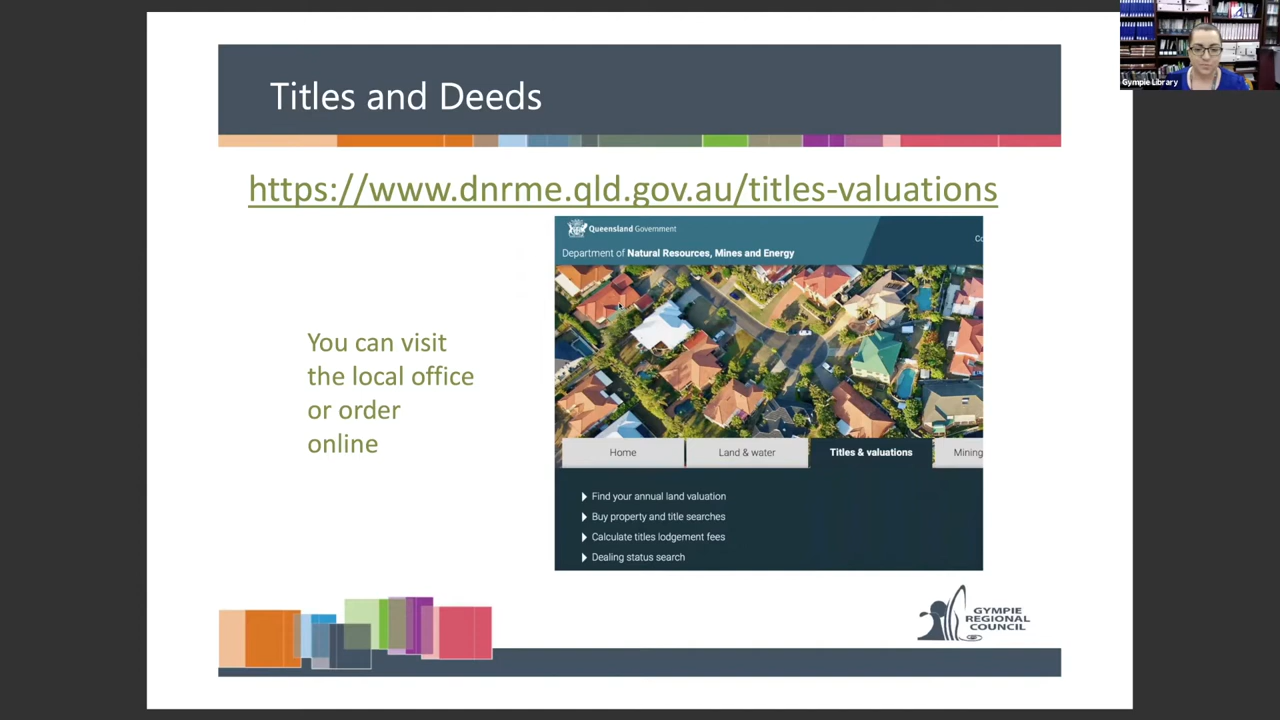 Titles and Deeds
Gympie Library
https://www.dnrme.qld.gov.au/titles-valuations
Queensland Government
Department of Natural Resources, Mines and Energy
You can visit
the local office
or order
online
Home
Land & water
Titles & valuations
Mining
Find your annual land valuation
Buy property and title searches
Calculate titles lodgement fees
Dealing status search
GYMPIE
REGIONAL
COUNCIL